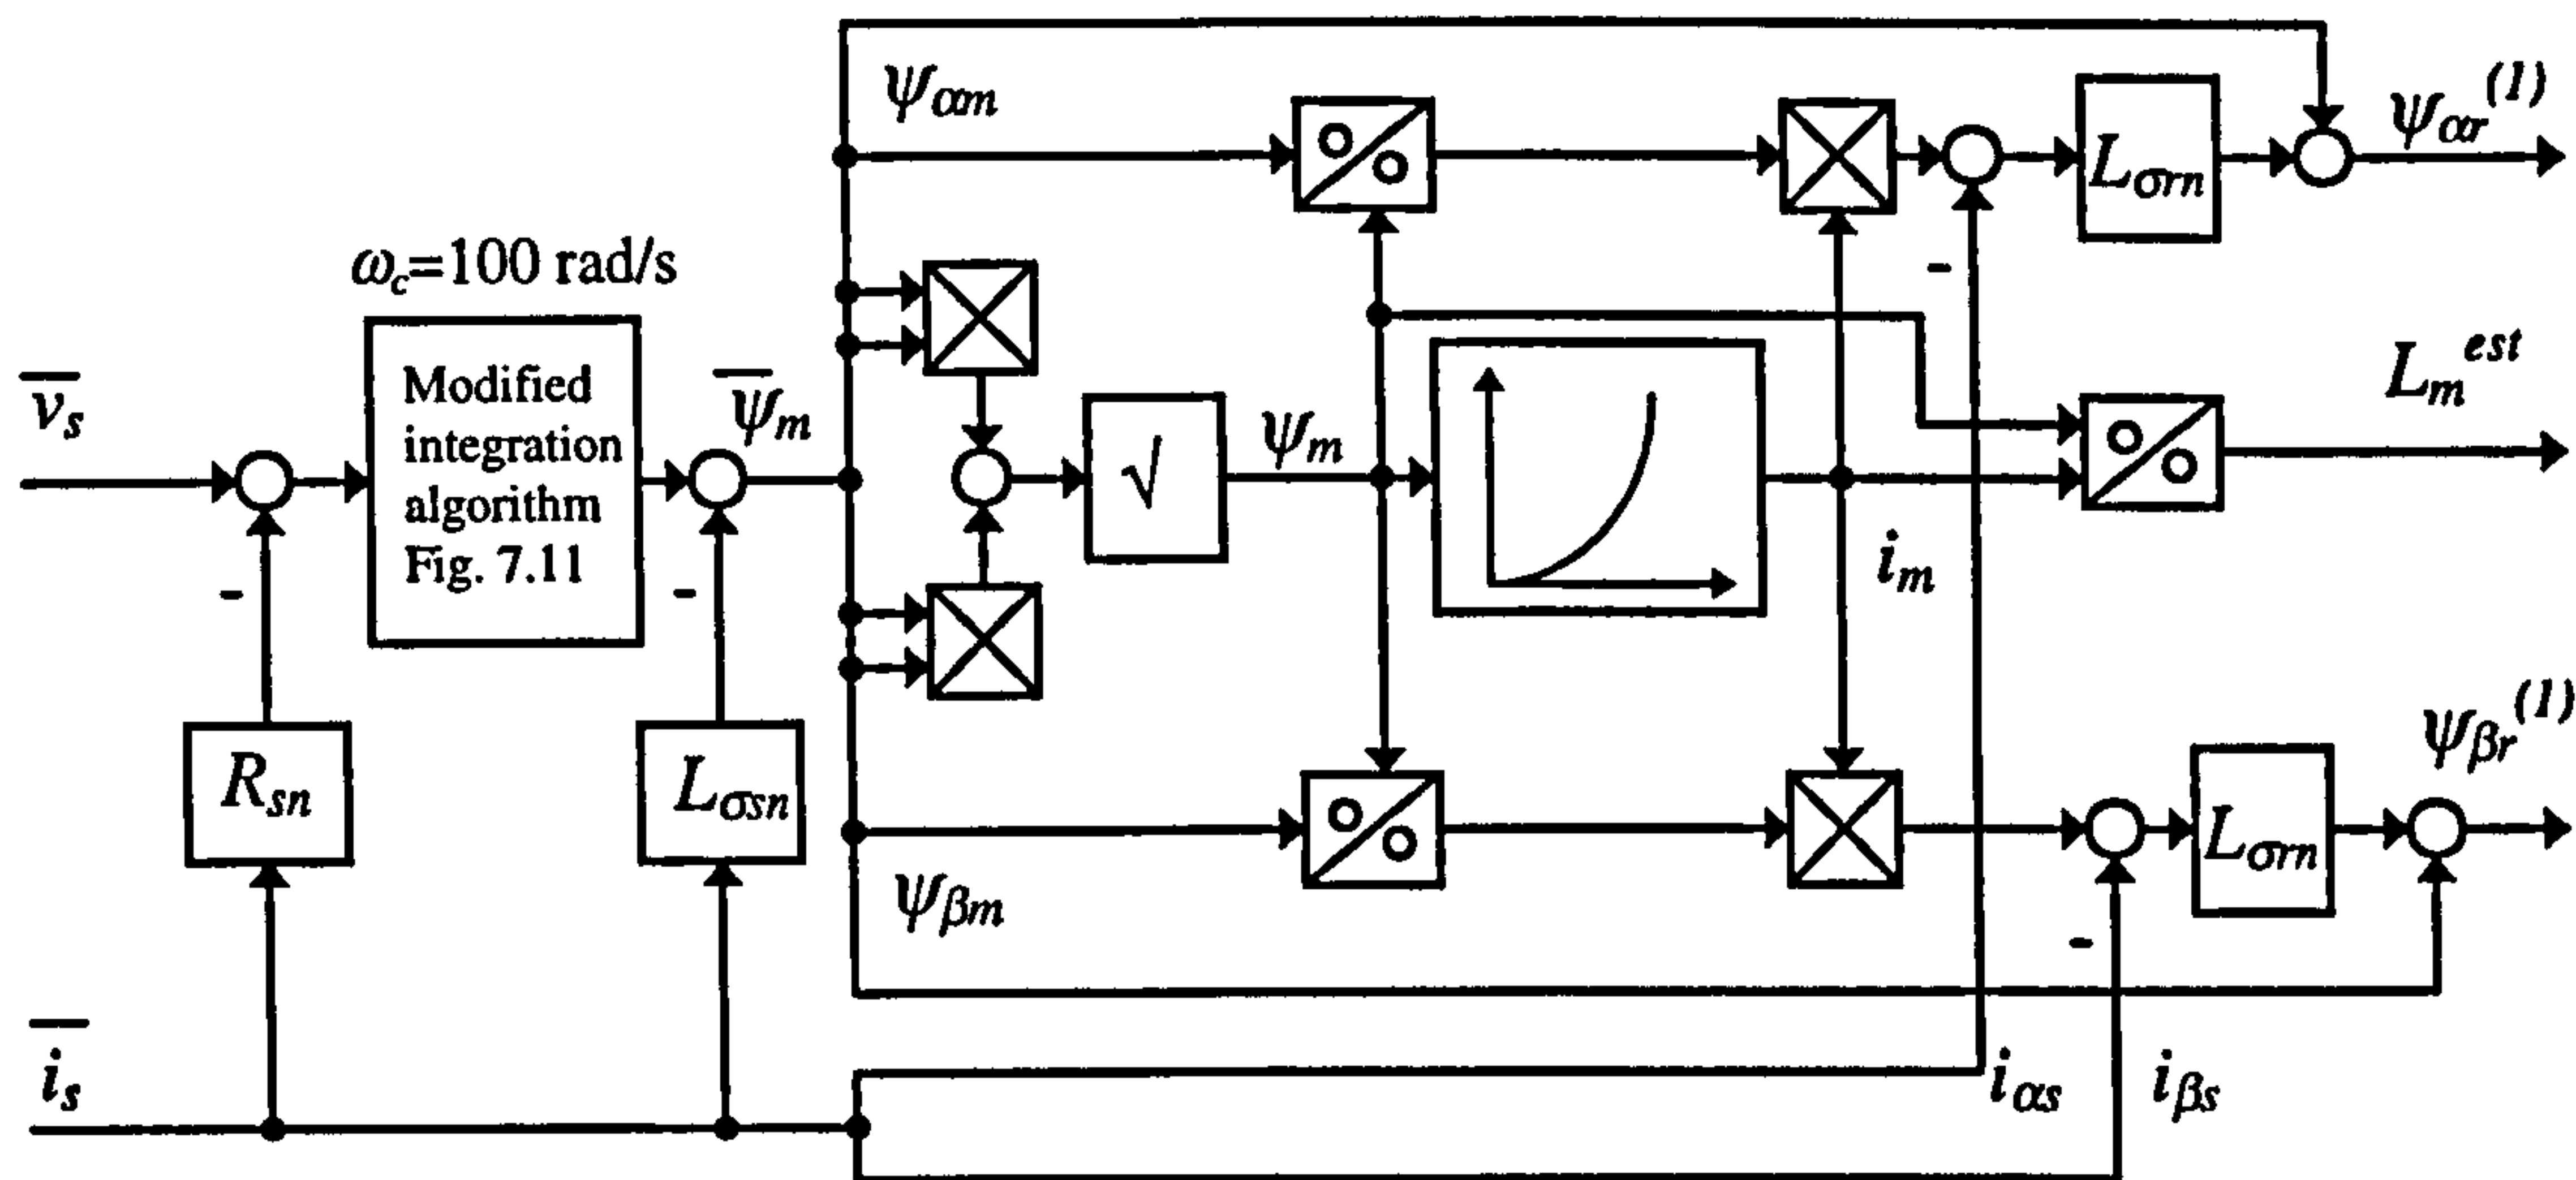 ψαm
ψαr(1)
Lσrn
ωc=100 rad/s
-
Modified
integration
algorithm
Fig. 7.11
vs
ψm
ψm
√
Lmest
im
-
-
Rsn
Lσsn
ψβr(1)
Lσrn
ψβm
-
is
iαs
iβs